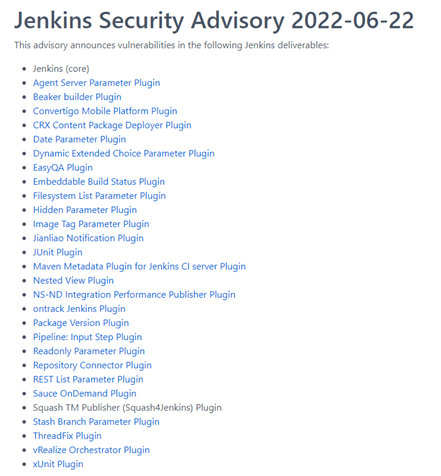 Jenkins Security Advisory 2022-06-22
This advisory announces vulnerabilities in the following Jenkins deliverables:
Jenkins (core)
Agent Server Parameter Plugin
Beaker builder Plugin
Convertigo Mobile Platform Plugin
CRX Content Package Deployer Plugin
Date Parameter Plugin
Dynamic Extended Choice Parameter Plugin
EasyQA Plugin
Embeddable Build Status Plugin
Filesystem List Parameter Plugin
Hidden Parameter Plugin
Image Tag Parameter Plugin
Jianliao Notification Plugin
JUnit Plugin
Maven Metadata Plugin for Jenkins CI server Plugin
Nested View Plugin
NS-ND Integration Performance Publisher Plugin
ontrack Jenkins Plugin
Package Version Plugin
Pipeline: Input Step Plugin
Readonly Parameter Plugin
Repository Connector Plugin
REST List Parameter Plugin
Sauce OnDemand Plugin
Squash TM Publisher (Squash4Jenkins) Plugin
Stash Branch Parameter Plugin
ThreadFix Plugin
vRealize Orchestrator Plugin
xUnit Plugin